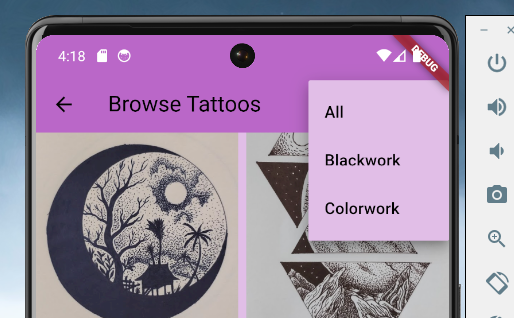 4:18
DEBUG
Browse Tattoos
All
Blackwork
Colorwork